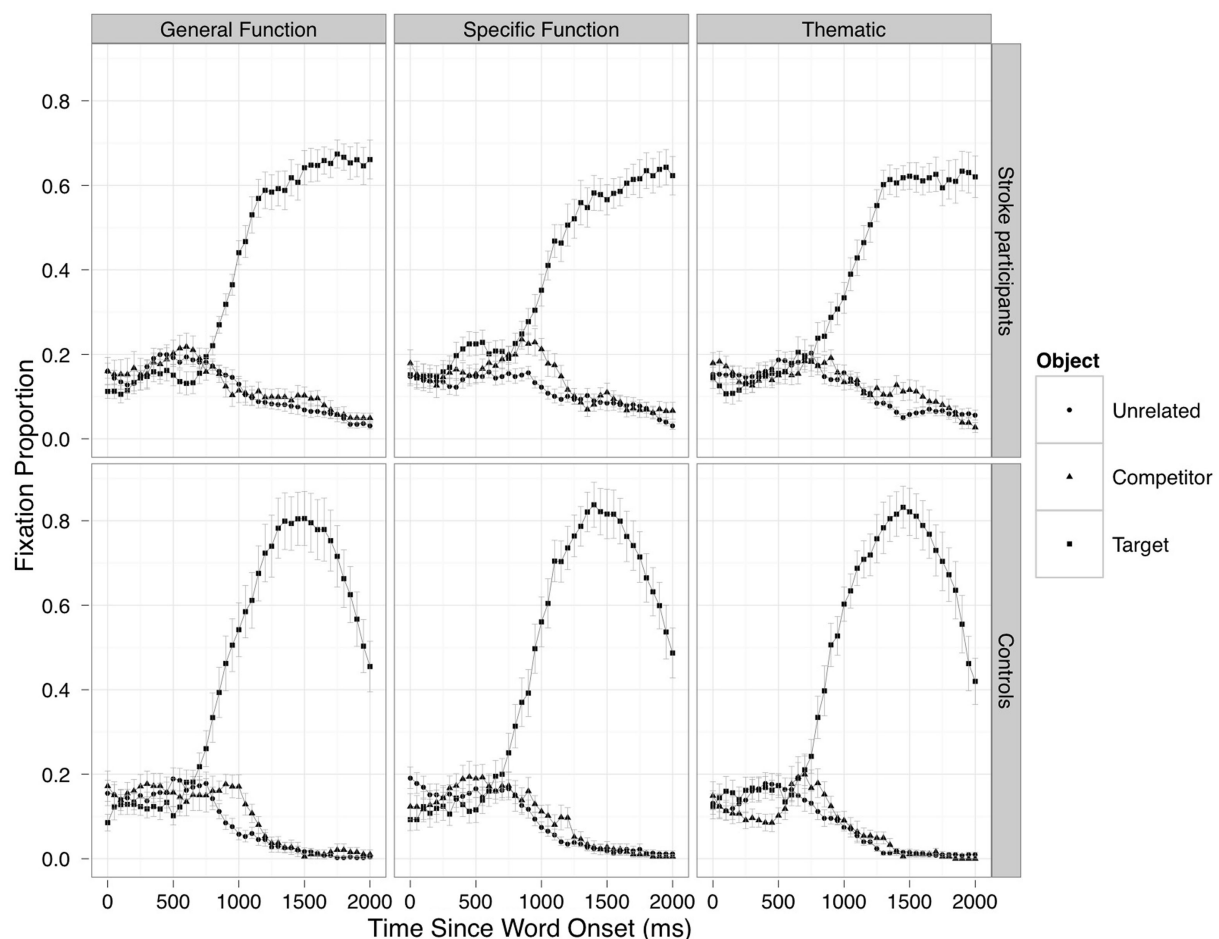 General Function Specific Function Thematic
0.8
0.6
0.4
0.2
0.0
Stroke participants
0.8
0.6
0.4
0.2
0.0
Controls
Fixation Proportion
0 500 1000 1500 2000 0 500 1000 1500 2000 0 500 1000 1500 2000
Time Since Word Onset (ms)
Object
Unrelated
Competitor
Target